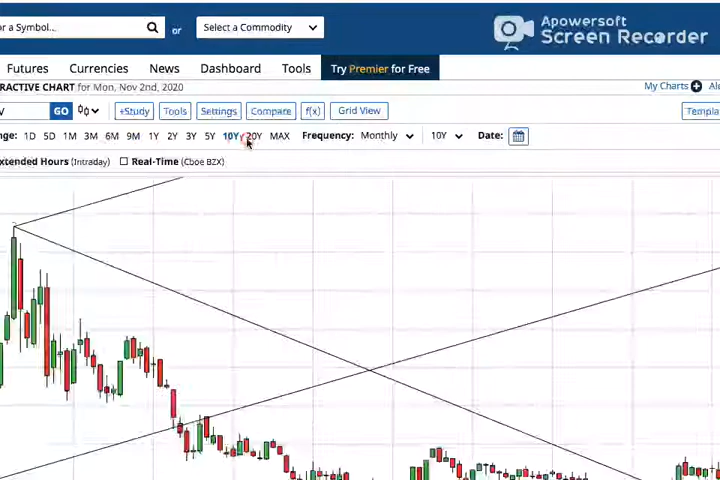 or a Symbol...
or
Select a Commodity
Apowersoft
Screen Recorder
Futures
Currencies
News
Dashboard
Tools
Try Premier for Free
RACTIVE CHART for Mon, Nov 2nd, 2020
My Charts
Ale
V
GO
+Study
Tools
Settings
Compare
f(x)
Grid View
Templa
nge: 1D 5D 1M 3M 6M 9M 1Y 2Y 3Y 5Y 10Y 20Y MAX
Frequency: Monthly
10Y
Date:
xtended Hours (Intraday)
Real-Time (Cboe BZX)